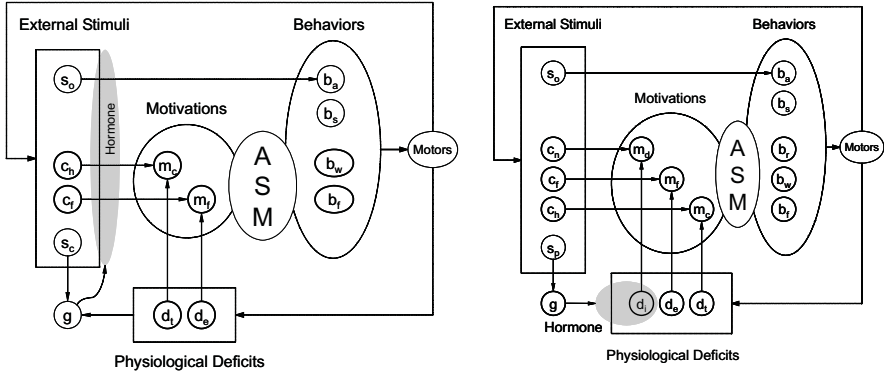 External Stimuli
Behaviors
Hormone
Motivations
s_o
b_a
b_s
c_h
m_c
A
S
M
b_w
c_f
m_f
b_f
Motors
s_c
g
d_t
d_e
Physiological Deficits
External Stimuli
Behaviors
Motivations
s_o
b_a
b_s
c_n
m_d
A
S
M
b_r
Motors
c_f
m_f
b_w
c_h
m_c
b_f
s_p
g
d_i
d_e
d_t
Hormone
Physiological Deficits